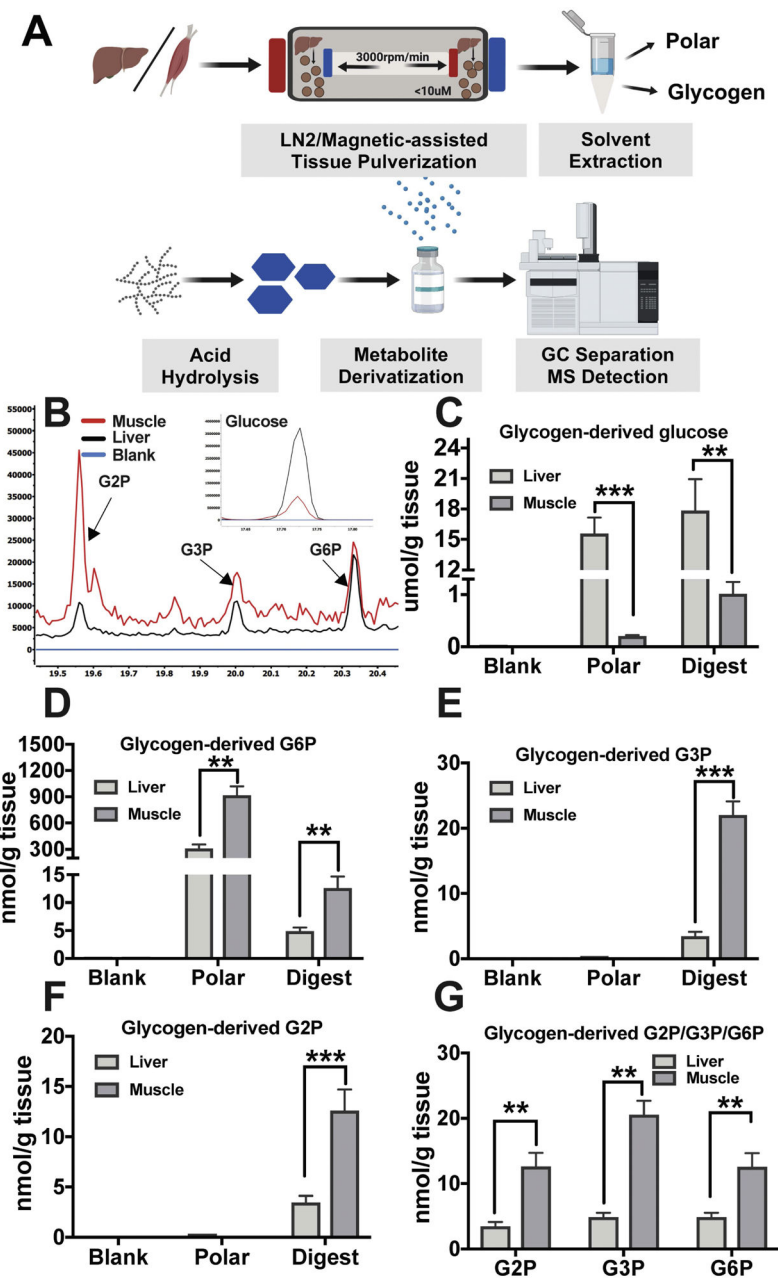 A
3000rpm/min
<10uM
Polar
Glycogen
LN2/Magnetic-assisted
Tissue Pulverization
Solvent
Extraction
Acid
Hydrolysis
Metabolite
Derivatization
GC Separation
MS Detection
B
55000
50000
45000
40000
35000
30000
25000
20000
15000
10000
5000
0
Muscle
Liver
Blank
G2P
G3P
G6P
Glucose
19.5 19.6 19.7 19.8 19.9 20.0 20.1 20.2 20.3 20.4
C
Glycogen-derived glucose
umol/g tissue
24
21
18
15
12
1
0
Liver
Muscle
***
**
Blank Polar Digest
D
Glycogen-derived G6P
nmol/g tissue
1500
1200
900
600
300
15
10
5
0
Liver
Muscle
**
**
Blank Polar Digest
E
Glycogen-derived G3P
nmol/g tissue
30
20
10
0
Liver
Muscle
***
Blank Polar Digest
F
Glycogen-derived G2P
nmol/g tissue
20
15
10
5
0
Liver
Muscle
***
Blank Polar Digest
G
Glycogen-derived G2P/G3P/G6P
nmol/g tissue
30
20
10
0
Liver
Muscle
**
**
**
G2P G3P G6P